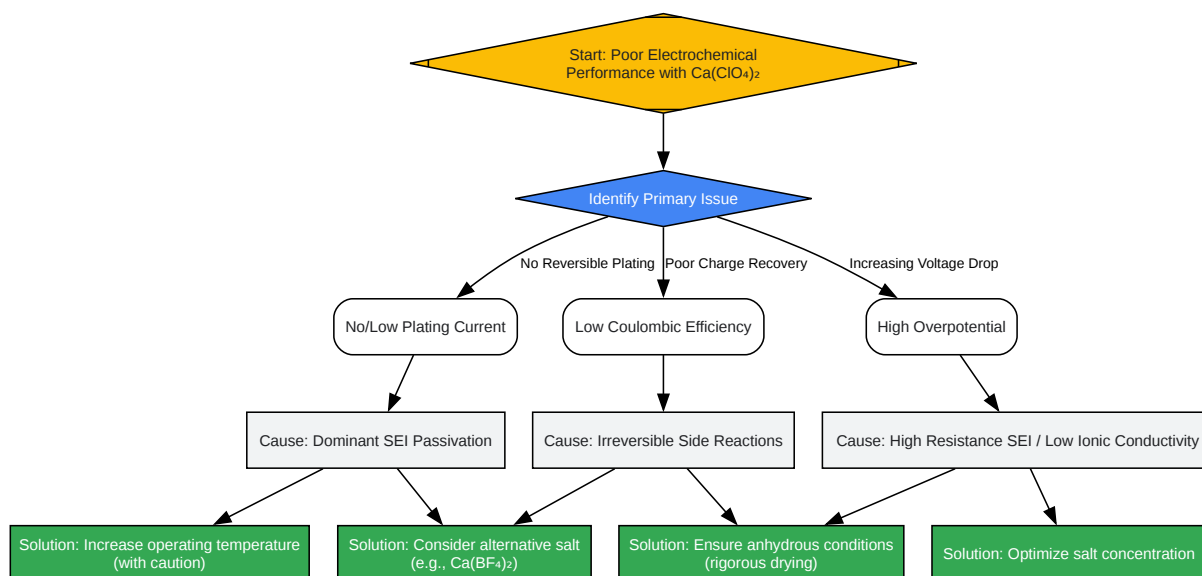 Start: Poor Electrochemical
Performance with Ca(ClO₄)₂
Identify Primary Issue
No Reversible Plating
Poor Charge Recovery
Increasing Voltage Drop
No/Low Plating Current
Low Coulombic Efficiency
High Overpotential
Cause: Dominant SEI Passivation
Cause: Irreversible Side Reactions
Cause: High Resistance SEI / Low Ionic Conductivity
Solution: Increase operating temperature
(with caution)
Solution: Consider alternative salt
(e.g., Ca(BF₄)₂)
Solution: Ensure anhydrous conditions
(rigorous drying)
Solution: Optimize salt concentration